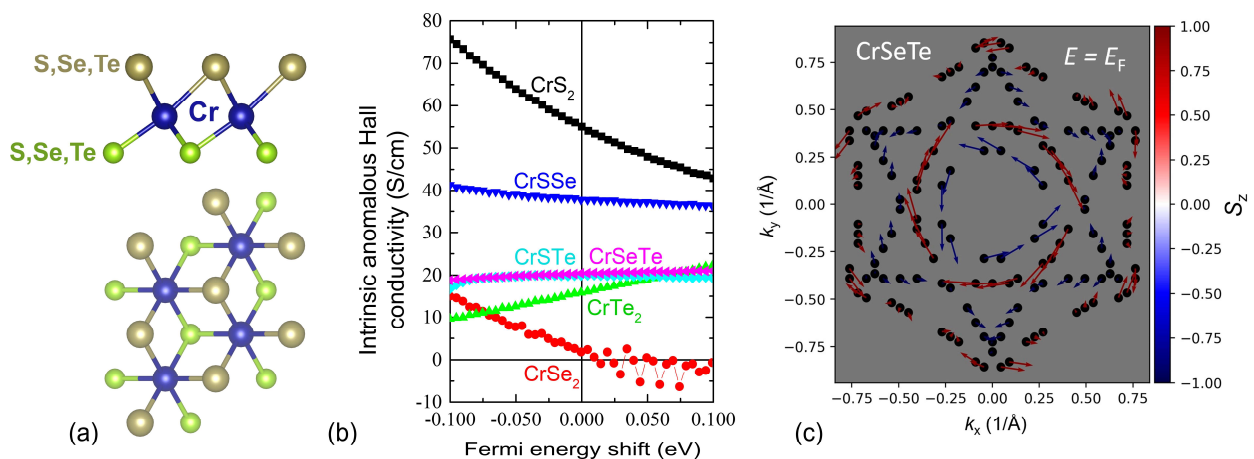 S,Se,Te
Cr
S,Se,Te
(a)
Intrinsic anomalous Hall
conductivity (S/cm)
80
70
60
50
40
30
20
10
0
-10
CrS2
CrSSe
CrSTe
CrSeTe
CrTe2
CrSe2
-0.100
-0.050
0.000
0.050
0.100
Fermi energy shift (eV)
(b)
CrSeTe
E = EF
ky (1/Å)
0.75
0.50
0.25
0.00
−0.25
−0.50
−0.75
−0.75
−0.50
−0.25
0.00
0.25
0.50
0.75
kx (1/Å)
(c)
1.00
0.75
0.50
0.25
0.00
−0.25
−0.50
−0.75
−1.00
Sz